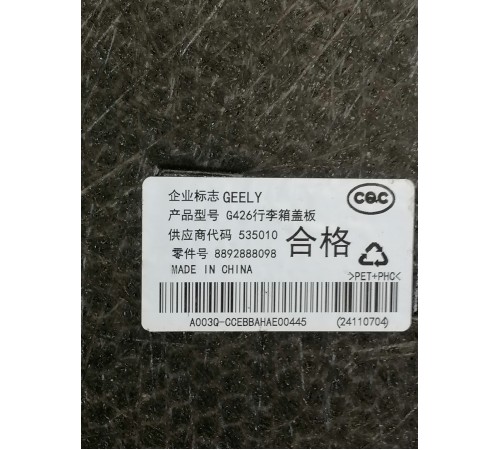 企业标志 GEELY
CQC
产品型号 G426行李箱盖板
供应商代码 535010
合格
零件号 8892888098
>PET+PHC<
MADE IN CHINA
A003Q-CCEBBAHAE00445 (24110704)